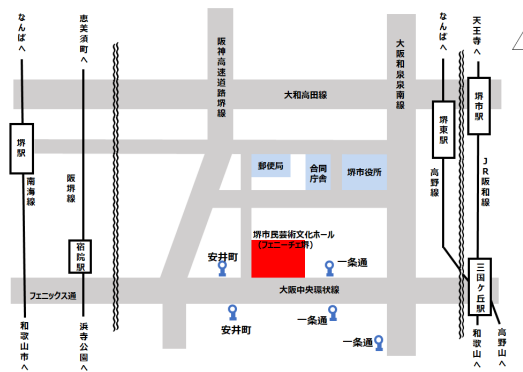 なんばへ
恵美須町へ
阪神高速道路堺線
大阪和泉泉南線
なんばへ
天王寺へ
大和高田線
堺駅
南海線
阪堺線
郵便局
合同
庁舎
堺市役所
堺東駅
高野線
堺市駅
JR阪和線
宿院駅
堺市民芸術文化ホール
(フェニーチェ堺)
安井町
一条通
フェニックス通
大阪中央環状線
三国ヶ丘駅
安井町
一条通
一条通
和歌山市へ
浜寺公園へ
和歌山へ
高野山へ